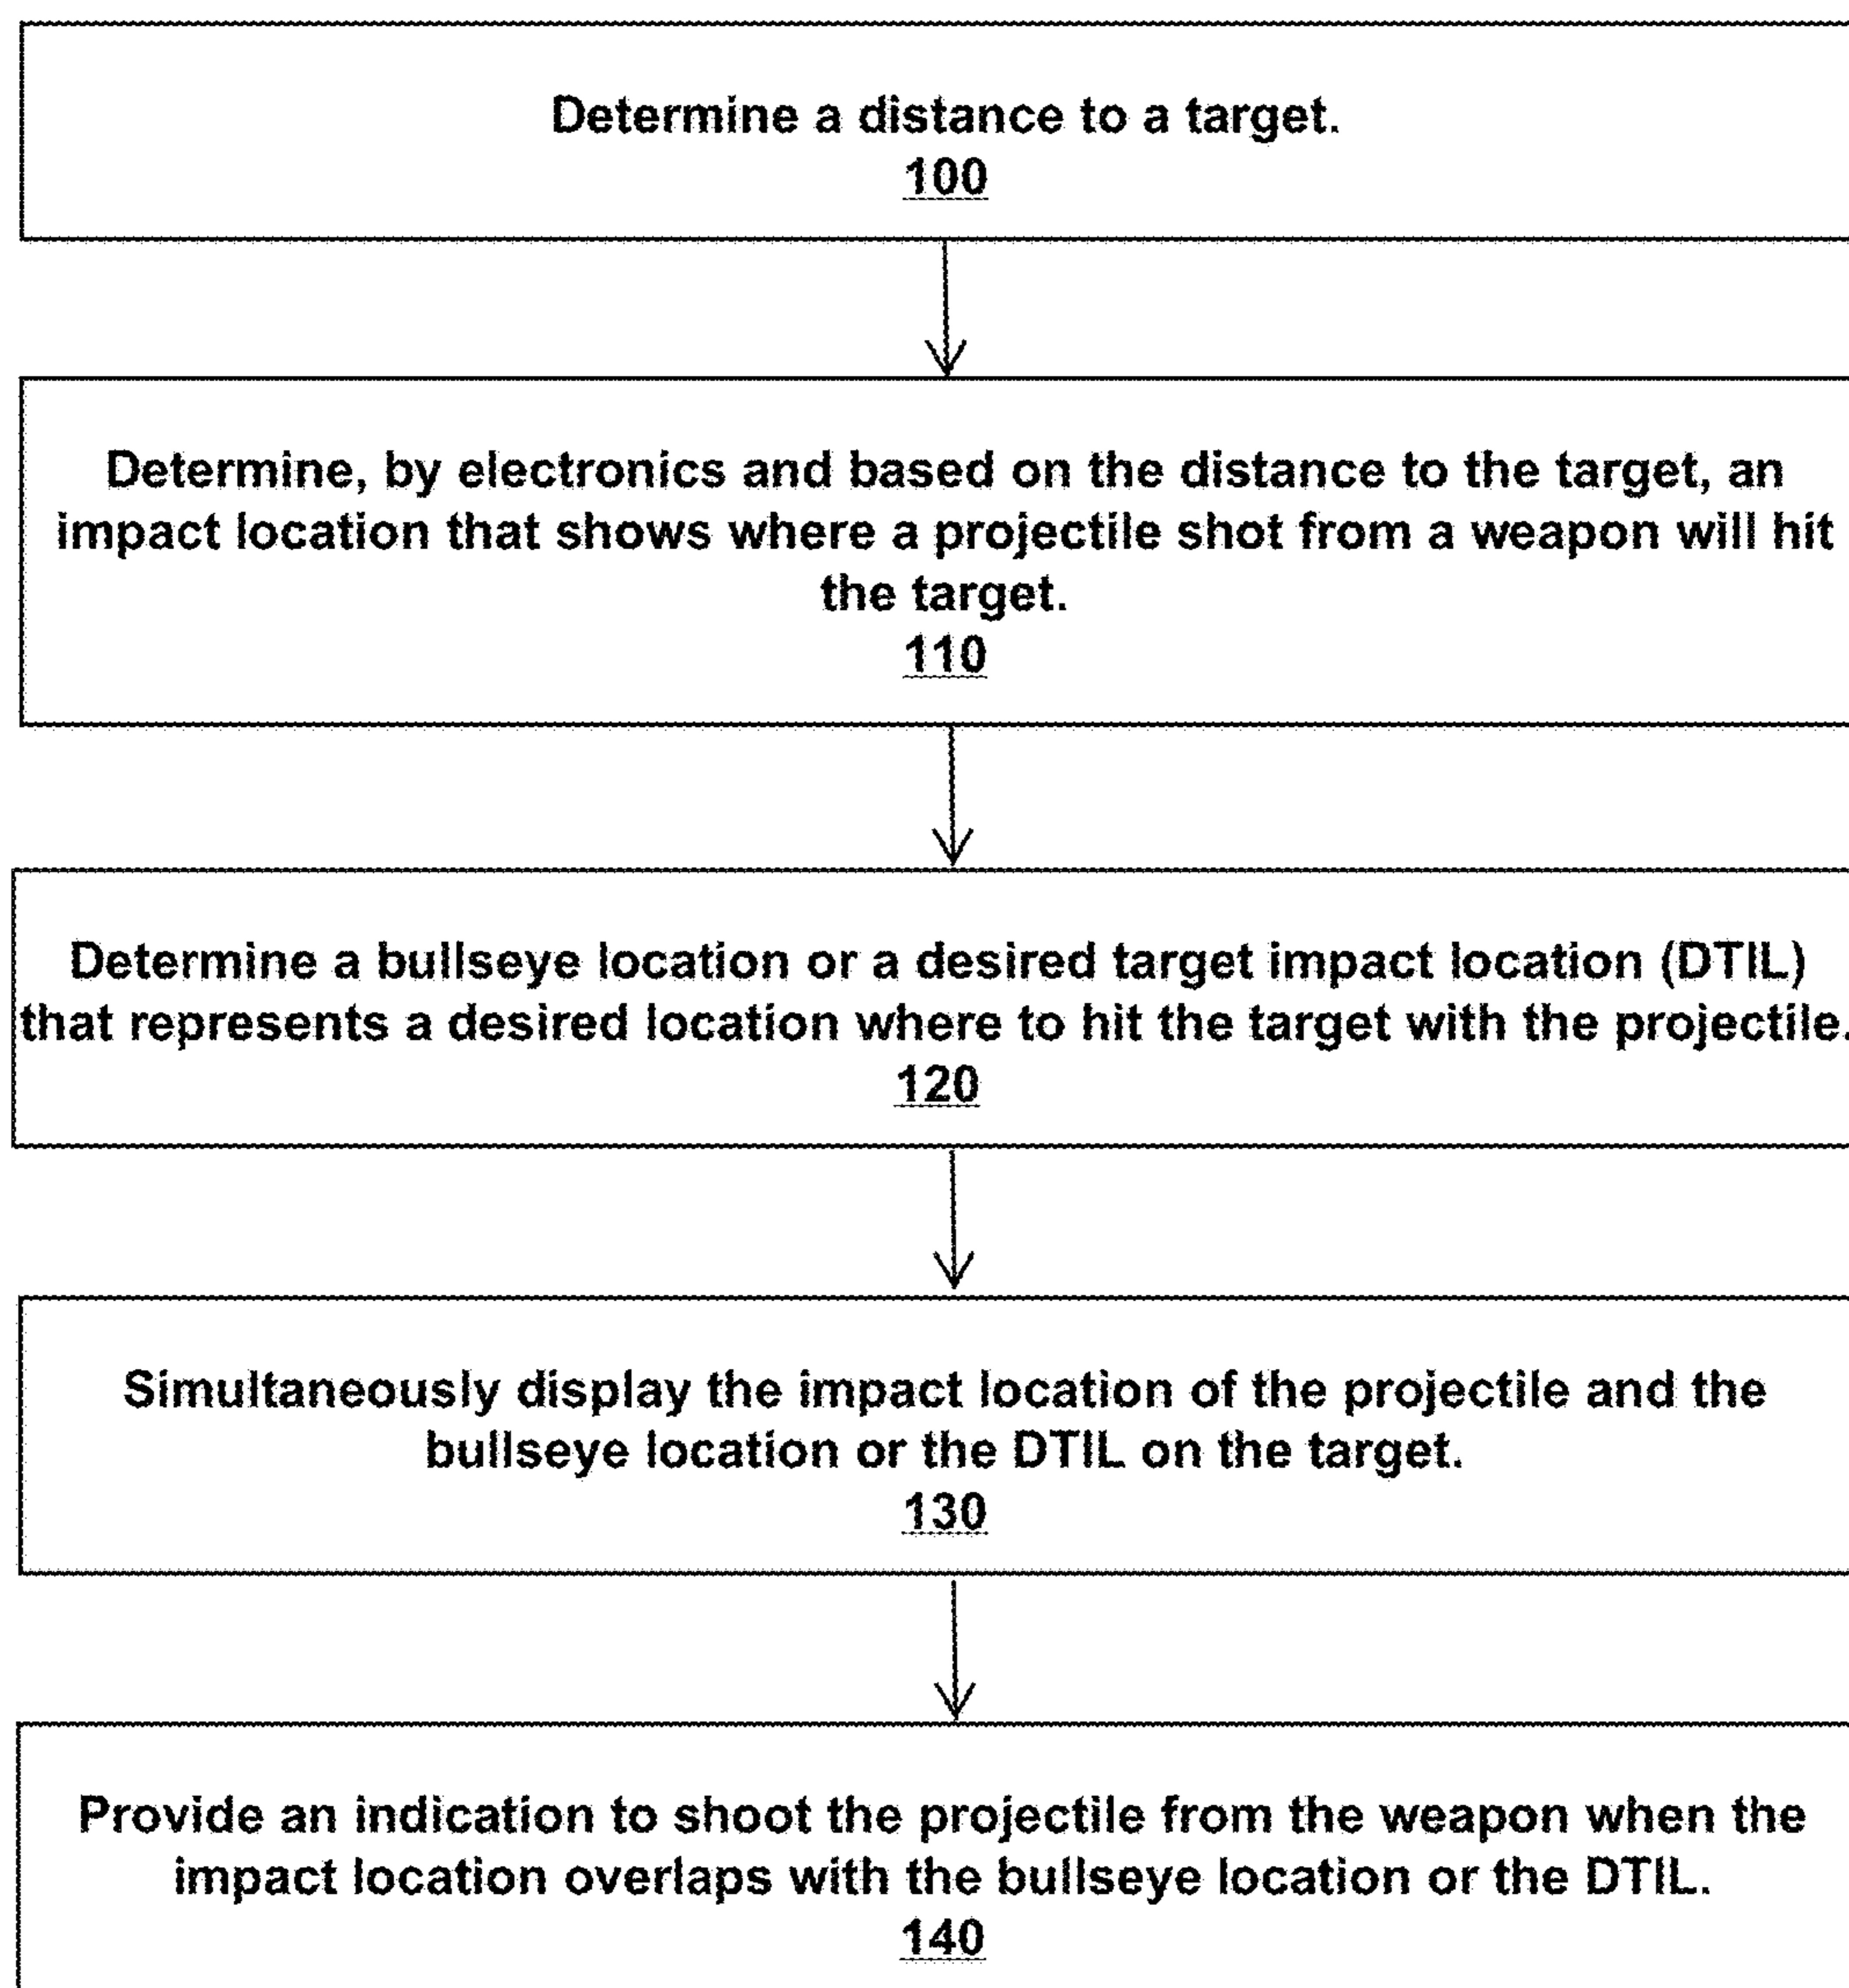 Determine a distance to a target.
100
Determine, by electronics and based on the distance to the target, an
impact location that shows where a projectile shot from a weapon will hit
the target.
110
Determine a bullseye location or a desired target impact location (DTIL)
that represents a desired location where to hit the target with the projectile.
120
Simultaneously display the impact location of the projectile and the
bullseye location or the DTIL on the target.
130
Provide an indication to shoot the projectile from the weapon when the
impact location overlaps with the bullseye location or the DTIL.
140